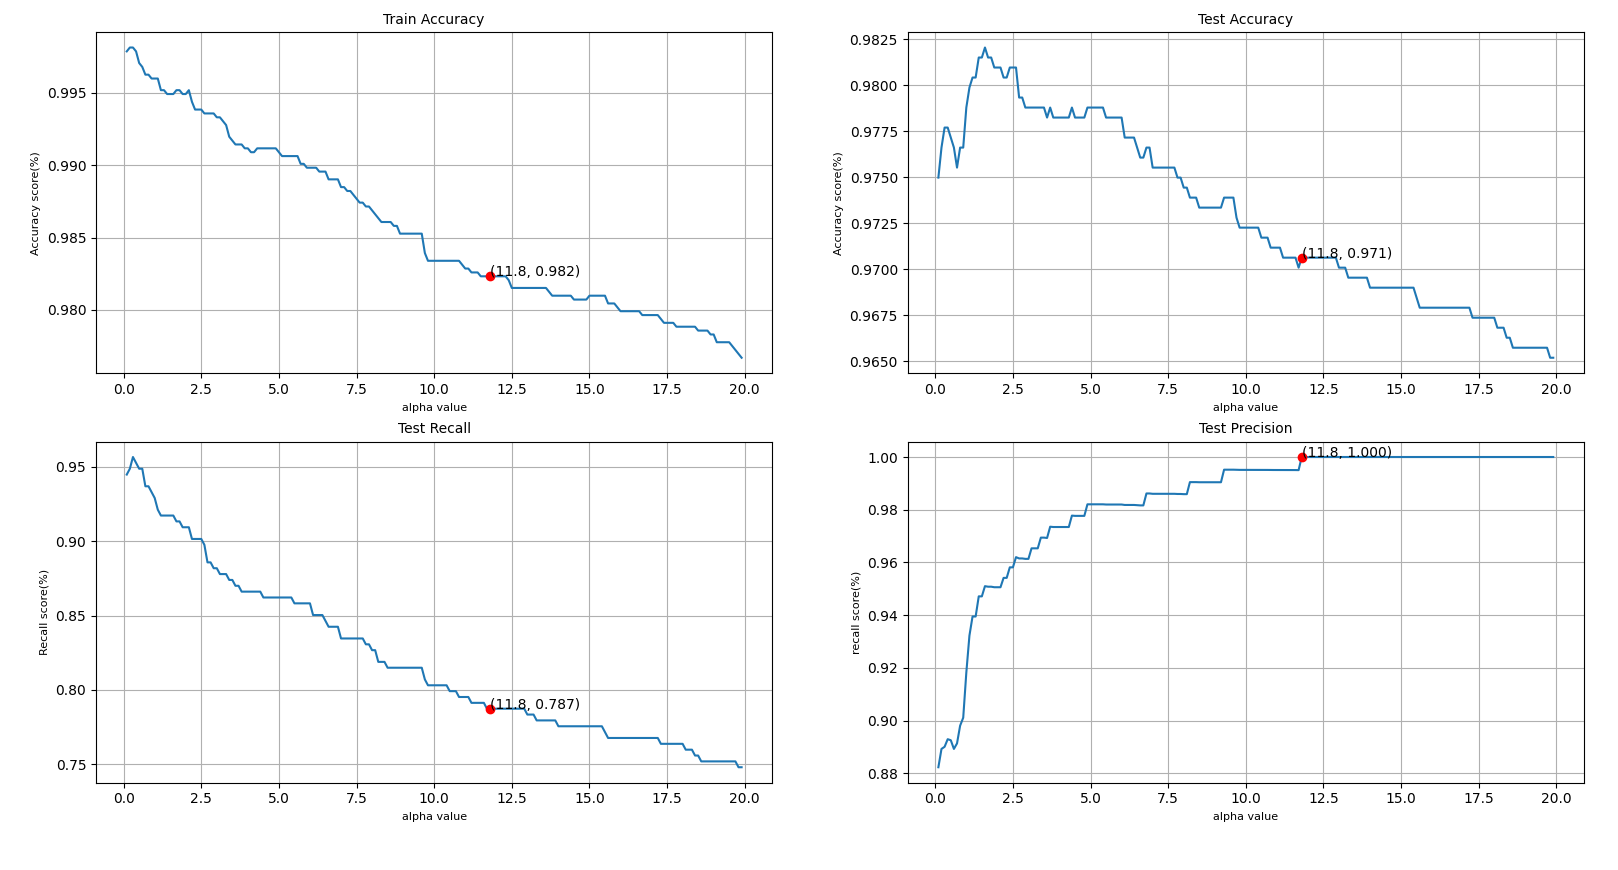 Train Accuracy
Accuracy score(%)
0.995
0.990
0.985
0.980
(11.8, 0.982)
0.0 2.5 5.0 7.5 10.0 12.5 15.0 17.5 20.0
alpha value
Test Accuracy
Accuracy score(%)
0.9825
0.9800
0.9775
0.9750
0.9725
0.9700
0.9675
0.9650
(11.8, 0.971)
0.0 2.5 5.0 7.5 10.0 12.5 15.0 17.5 20.0
alpha value
Test Recall
Recall score(%)
0.95
0.90
0.85
0.80
0.75
(11.8, 0.787)
0.0 2.5 5.0 7.5 10.0 12.5 15.0 17.5 20.0
alpha value
Test Precision
recall score(%)
1.00
0.98
0.96
0.94
0.92
0.90
0.88
(11.8, 1.000)
0.0 2.5 5.0 7.5 10.0 12.5 15.0 17.5 20.0
alpha value